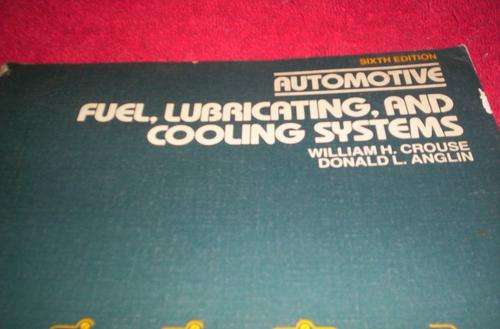 SIXTH EDITION
AUTOMOTIVE
FUEL, LUBRICATING, AND
COOLING SYSTEMS
WILLIAM H. CROUSE
DONALD L. ANGLIN